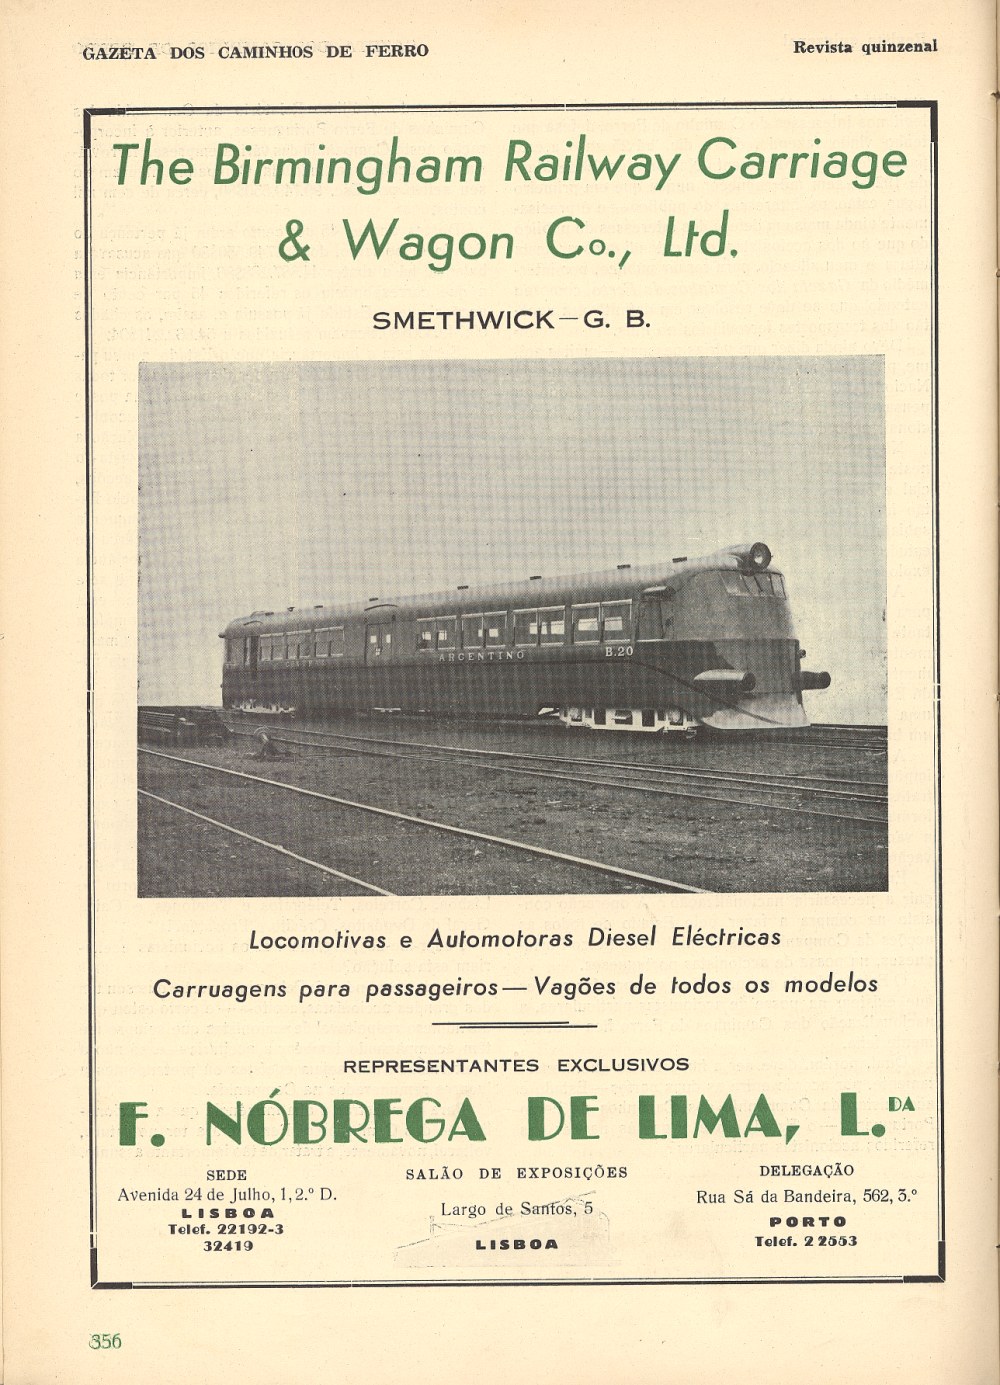 GAZETA DOS CAMINHOS DE FERRO
Revista quinzenal
The Birmingham Railway Carriage
& Wagon Co., Ltd.
SMETHWICK—G. B.
ARGENTINO
B.20
Locomotivas e Automotoras Diesel Eléctricas
Carruagens para passageiros—Vagões de todos os modelos
REPRESENTANTES EXCLUSIVOS
F. NÓBREGA DE LIMA, L.DA
SEDE
Avenida 24 de Julho, 1, 2.º D.
LISBOA
Telef. 22192-3
32419
SALÃO DE EXPOSIÇÕES
Largo de Santos, 5
LISBOA
DELEGAÇÃO
Rua Sá da Bandeira, 562, 3.º
PORTO
Telef. 2 2553
356